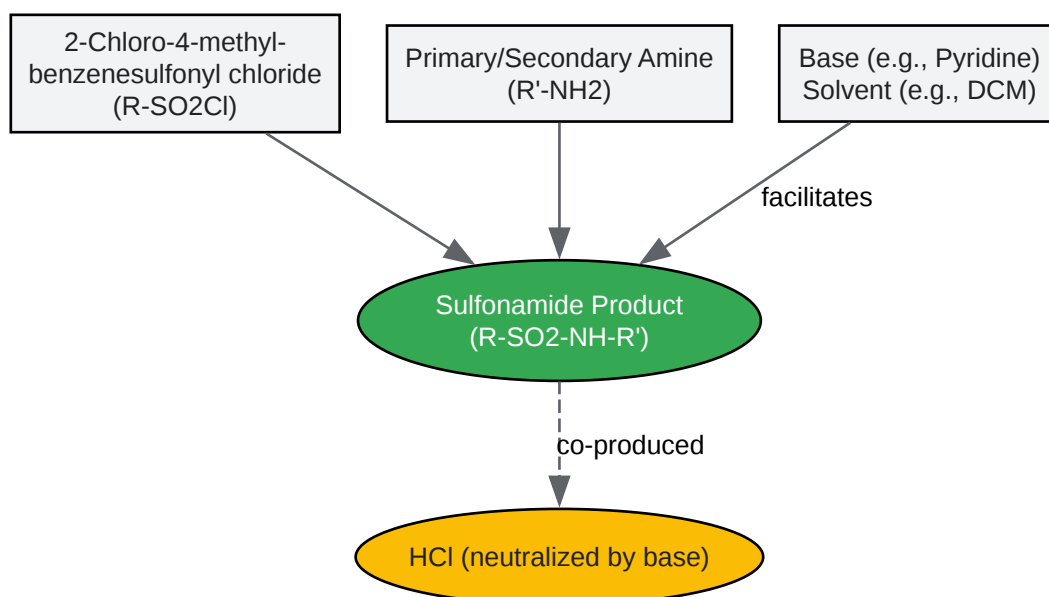 2-Chloro-4-methyl-
benzenesulfonyl chloride
(R-SO2Cl)
Primary/Secondary Amine
(R'-NH2)
Base (e.g., Pyridine)
Solvent (e.g., DCM)
facilitates
Sulfonamide Product
(R-SO2-NH-R')
co-produced
HCl (neutralized by base)